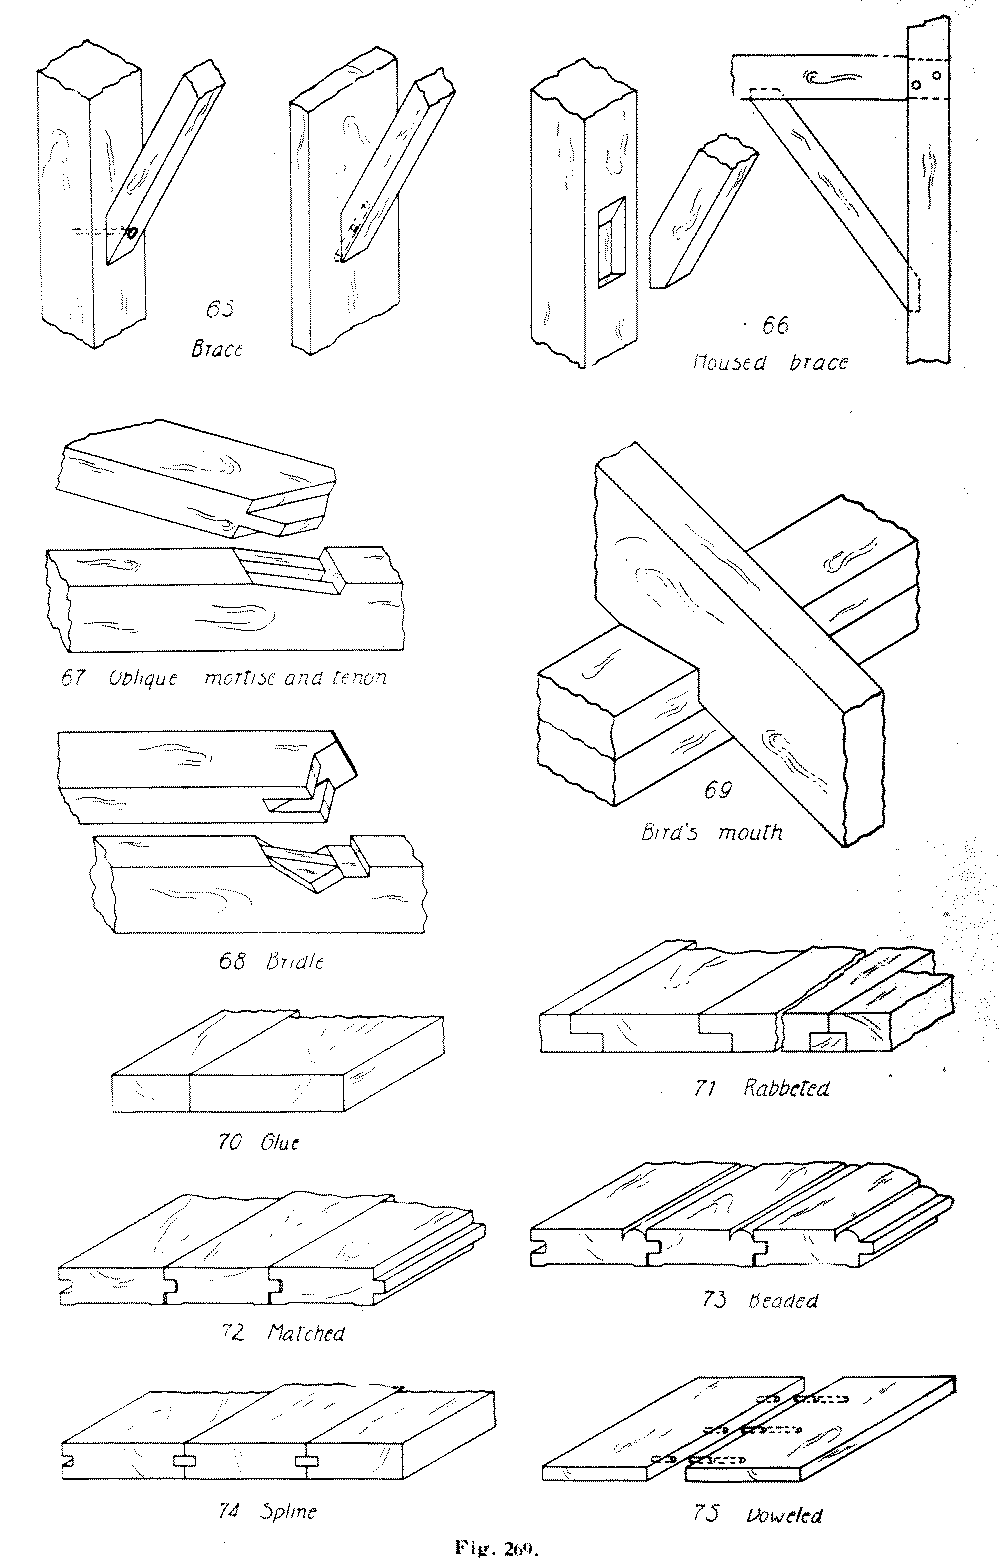 65
Brace
66
Housed brace
67 Oblique mortise and tenon
69
Bird's mouth
68 Bridle
71 Rabbeted
70 Glue
73 Beaded
72 Matched
74 Spline
75 Doweled
Fig. 269.